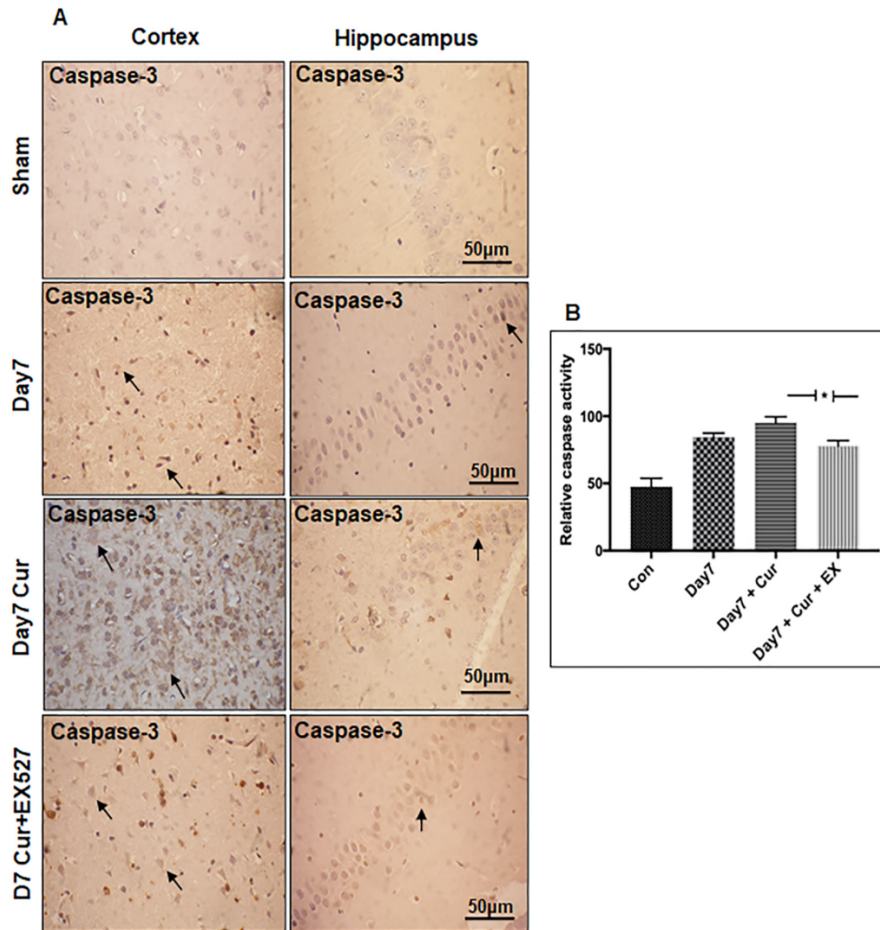 A
Cortex
Hippocampus
Sham
Caspase-3
Caspase-3
50µm
Day7
Caspase-3
Caspase-3
50µm
Day7 Cur
Caspase-3
Caspase-3
50µm
D7 Cur+EX527
Caspase-3
Caspase-3
50µm
B
Relative caspase activity
150
100
50
0
*
Con
Day7
Day7 + Cur
Day7 + Cur + EX